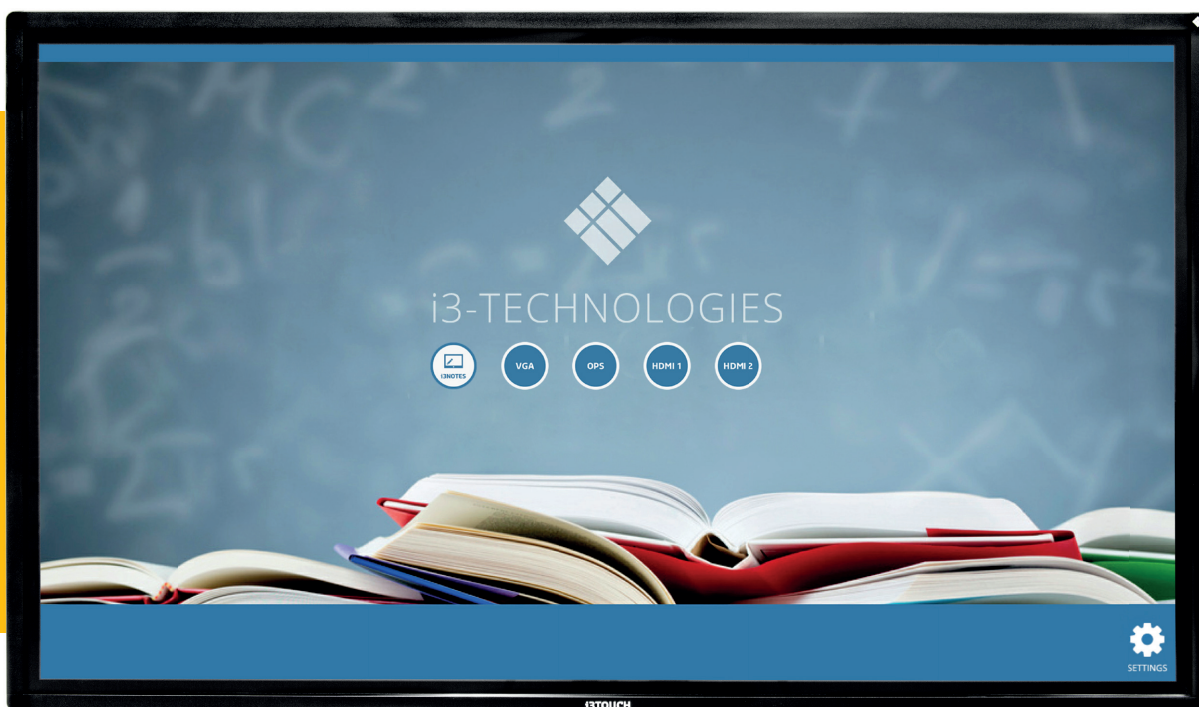 i3-TECHNOLOGIES
i3NOTES
VGA
OPS
HDMI 1
HDMI 2
SETTINGS
i3TOUCH